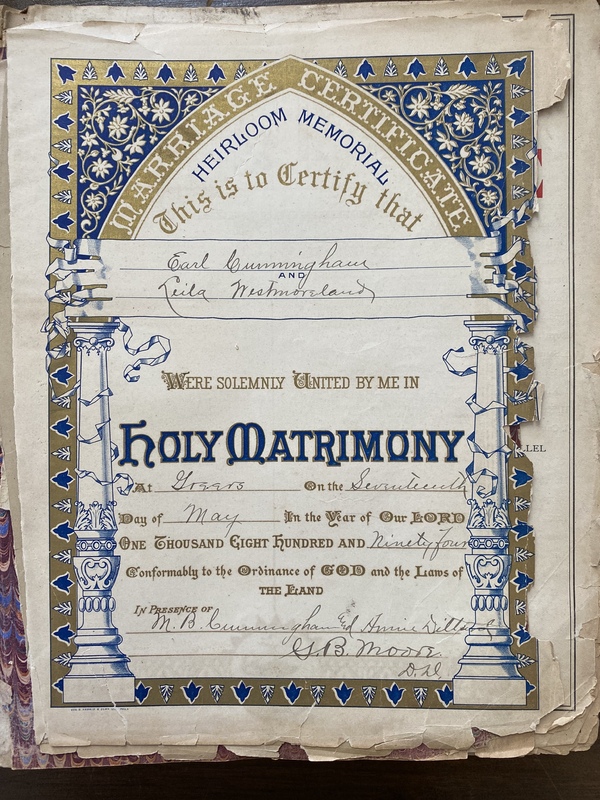 MARRIAGE CERTIFICATE
HEIRLOOM MEMORIAL
This is to Certify that
Earl Cunningham
AND
Leila Westmoreland
WERE SOLEMNLY UNITED BY ME IN
HOLY MATRIMONY
At Greers On the Seventeenth
Day of May In the Year of Our LORD
ONE THOUSAND EIGHT HUNDRED AND Ninety Four
Conformably to the Ordinance of GOD and the Laws of
THE LAND
IN PRESENCE OF
M. B. Cunningham and Annie
G. B. Moore
LEL